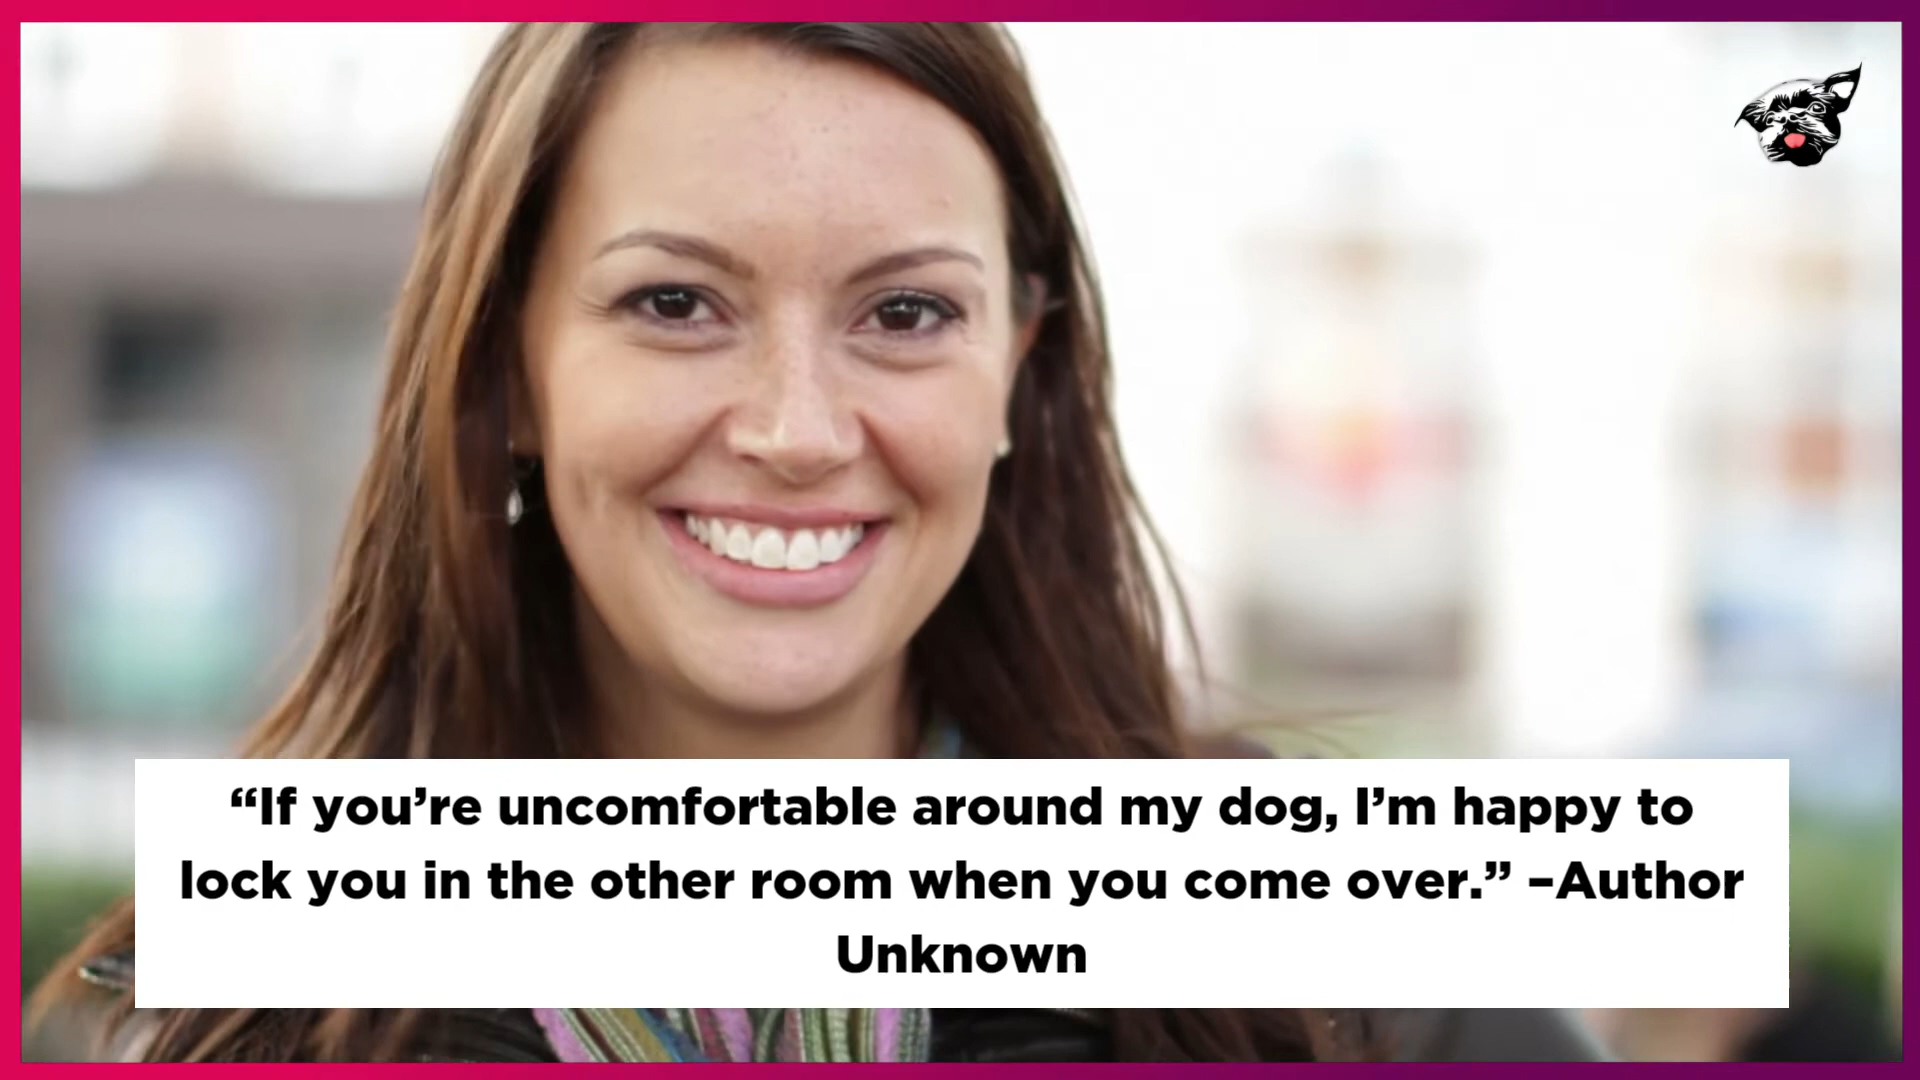 “If you’re uncomfortable around my dog, I’m happy to
lock you in the other room when you come over.” –Author
Unknown